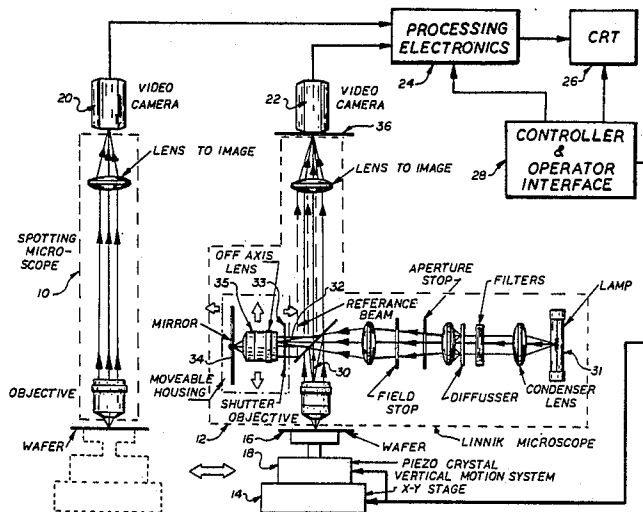 PROCESSING
ELECTRONICS
24
CRT
26
20
VIDEO
CAMERA
22
VIDEO
CAMERA
36
CONTROLLER
&
OPERATOR
INTERFACE
28
LENS TO IMAGE
LENS TO IMAGE
SPOTTING
MICRO-
SCOPE
10
OFF AXIS
LENS
35
33
32
REFERANCE
BEAM
APERTURE
STOP
FILTERS
LAMP
MIRROR
34
MOVEABLE
HOUSING
30
31
FIELD
STOP
DIFFUSSER
CONDENSER
LENS
SHUTTER
OBJECTIVE
OBJECTIVE
12
16
WAFER
LINNIK MICROSCOPE
WAFER
18
PIEZO CRYSTAL
VERTICAL MOTION SYSTEM
14
X-Y STAGE